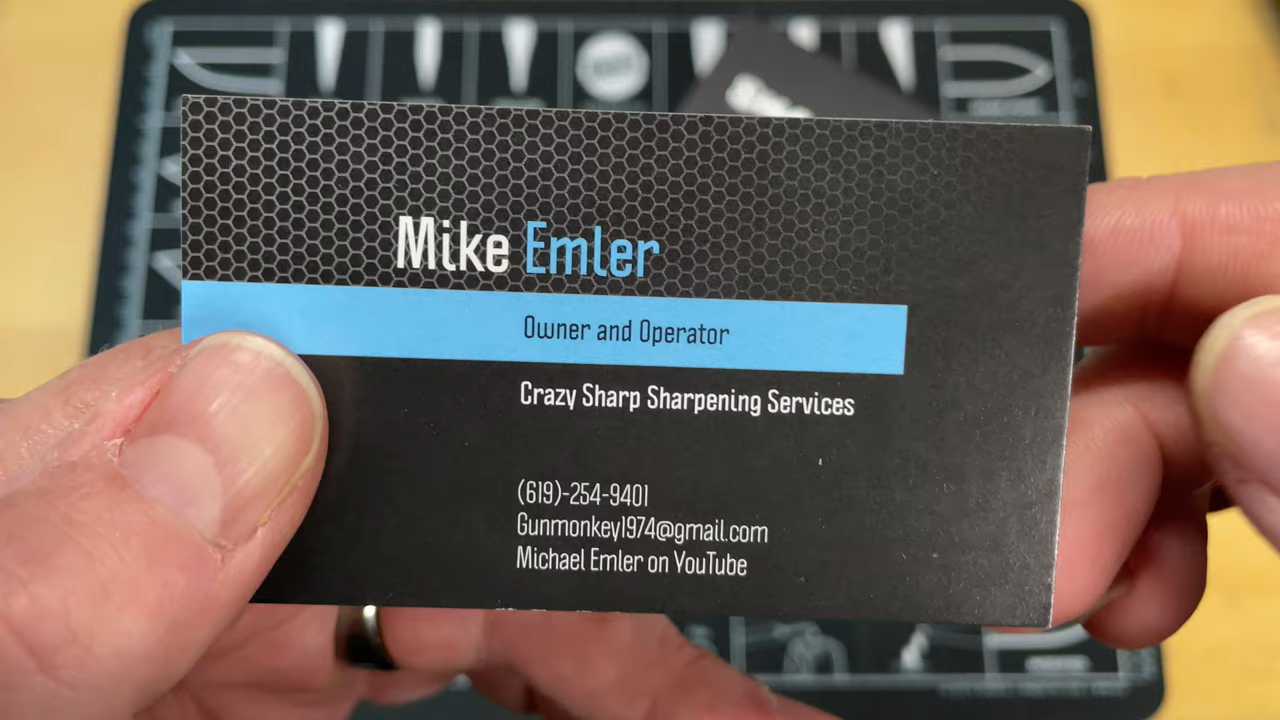 Mike Emler
Owner and Operator
Crazy Sharp Sharpening Services
(619)-254-9401
Gunmonkey1974@gmail.com
Michael Emler on YouTube